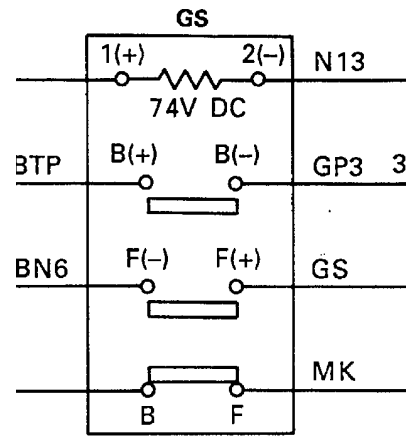 GS
1(+) 2(-) N13
74V DC
BTP B(+) B(-) GP3 3
BN6 F(-) F(+) GS
MK
B F